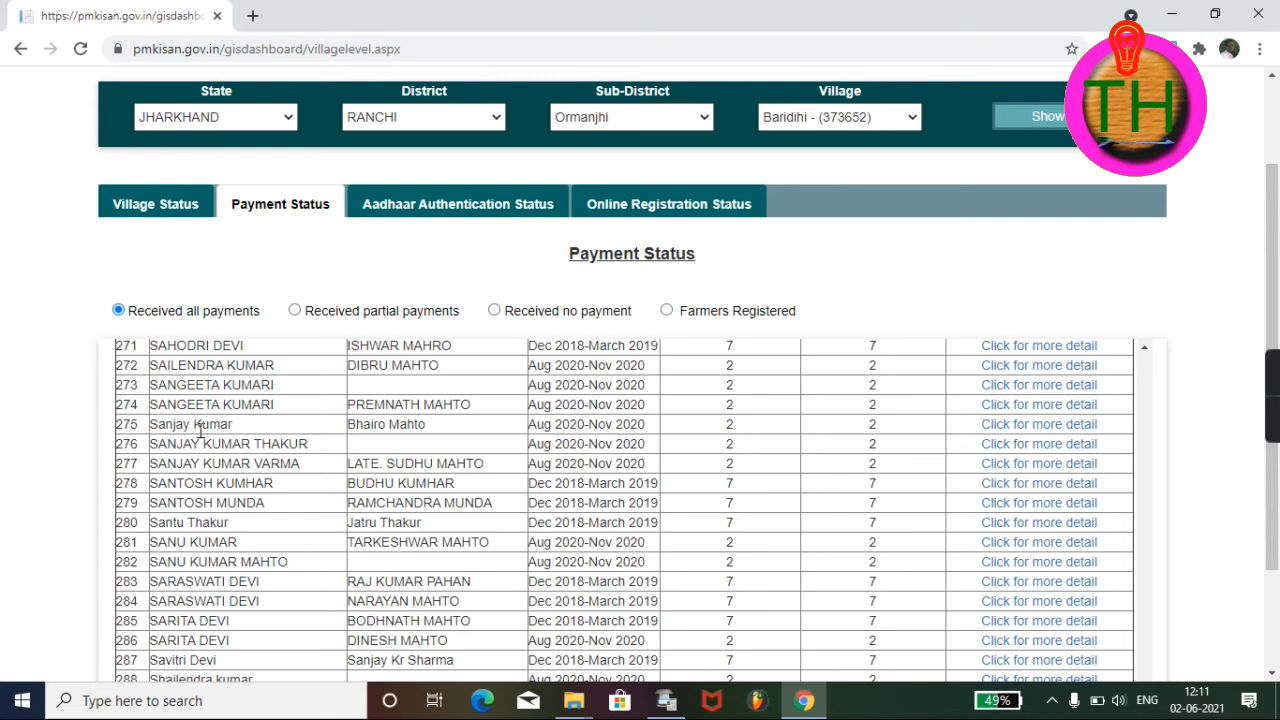 https://pmkisan.gov.in/gisdashb
pmkisan.gov.in/gisdashboard/villagelevel.aspx
State District Sub-District Village
JHARKHAND RANCHI Ormanjhi Baridihi - (373652) Show
TH
Village Status Payment Status Aadhaar Authentication Status Online Registration Status
Payment Status
Received all payments Received partial payments Received no payment Farmers Registered
271 SAHODRI DEVI ISHWAR MAHRO Dec 2018-March 2019 7 7 Click for more detail
272 SAILENDRA KUMAR DIBRU MAHTO Aug 2020-Nov 2020 2 2 Click for more detail
273 SANGEETA KUMARI Aug 2020-Nov 2020 2 2 Click for more detail
274 SANGEETA KUMARI PREMNATH MAHTO Aug 2020-Nov 2020 2 2 Click for more detail
275 Sanjay Kumar Bhairo Mahto Aug 2020-Nov 2020 2 2 Click for more detail
276 SANJAY KUMAR THAKUR Aug 2020-Nov 2020 2 2 Click for more detail
277 SANJAY KUMAR VARMA LATE. SUDHU MAHTO Aug 2020-Nov 2020 2 2 Click for more detail
278 SANTOSH KUMHAR BUDHU KUMHAR Dec 2018-March 2019 7 7 Click for more detail
279 SANTOSH MUNDA RAMCHANDRA MUNDA Dec 2018-March 2019 7 7 Click for more detail
280 Santu Thakur Jatru Thakur Dec 2018-March 2019 7 7 Click for more detail
281 SANU KUMAR TARKESHWAR MAHTO Aug 2020-Nov 2020 2 2 Click for more detail
282 SANU KUMAR MAHTO Aug 2020-Nov 2020 2 2 Click for more detail
283 SARASWATI DEVI RAJ KUMAR PAHAN Dec 2018-March 2019 7 7 Click for more detail
284 SARASWATI DEVI NARAYAN MAHTO Dec 2018-March 2019 7 7 Click for more detail
285 SARITA DEVI BODHNATH MAHTO Dec 2018-March 2019 7 7 Click for more detail
286 SARITA DEVI DINESH MAHTO Aug 2020-Nov 2020 2 2 Click for more detail
287 Savitri Devi Sanjay Kr Sharma Dec 2018-March 2019 7 7 Click for more detail
288 Shailendra kumar
Type here to search 49% ENG 12:11
02-06-2021